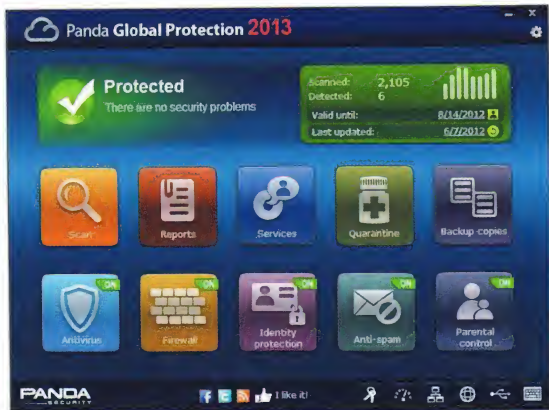 Panda Global Protection 2013
Protected
There are no security problems
Scanned: 2,105
Detected: 6
Valid until: 8/14/2012
Last updated: 6/7/2012
Scan
Reports
Services
Quarantine
Backup copies
ON
ON
ON
ON
ON
Antivirus
Firewall
Identity
protection
Anti-spam
Parental
control
PANDA
SECURITY
I like it!